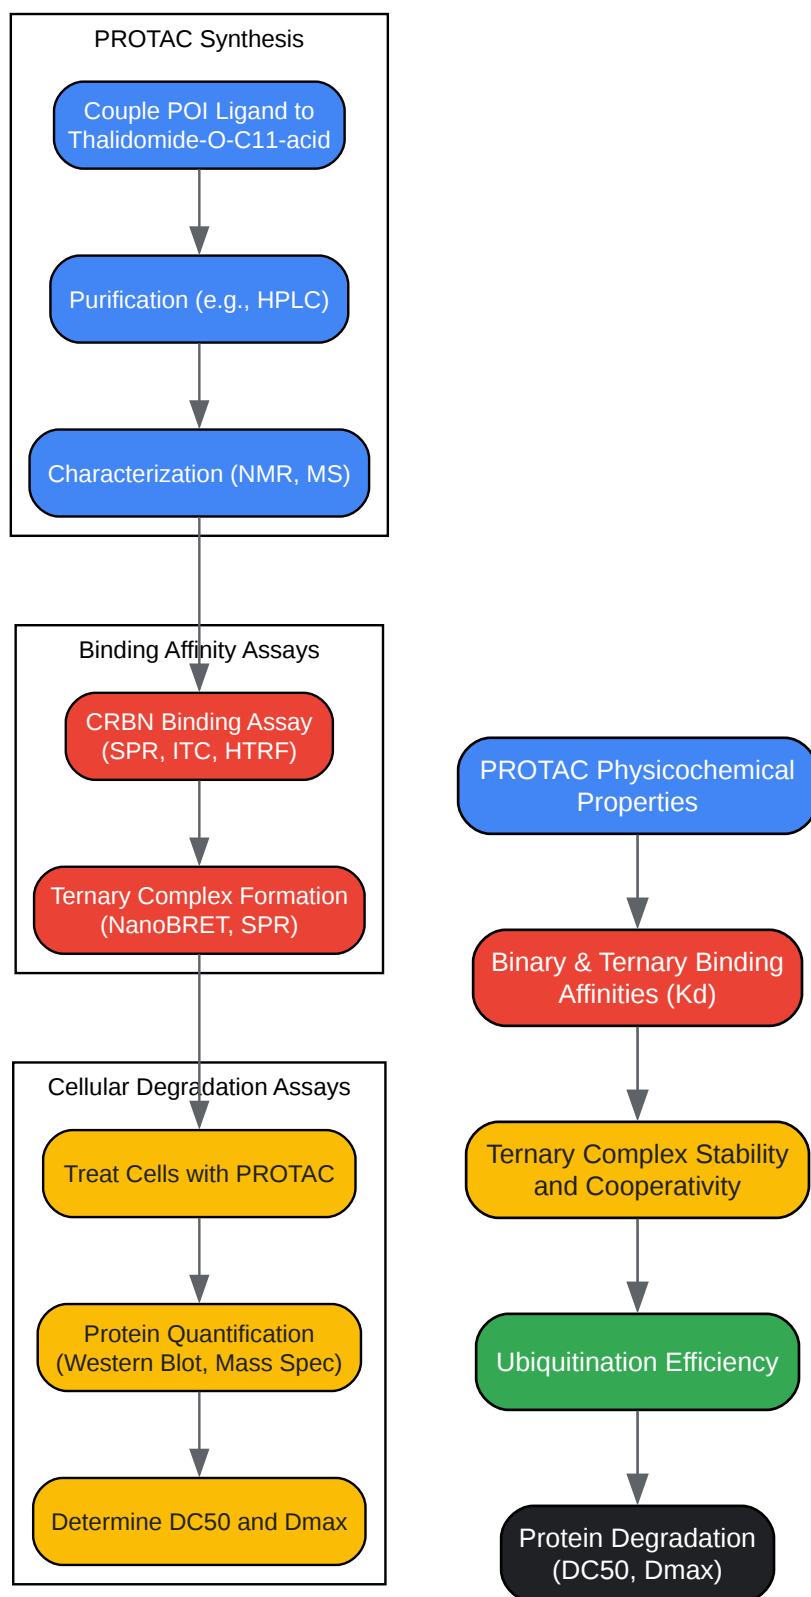 PROTAC Synthesis
Couple POI Ligand to
Thalidomide-O-C11-acid
Purification (e.g., HPLC)
Characterization (NMR, MS)
Binding Affinity Assays
CRBN Binding Assay
(SPR, ITC, HTRF)
Ternary Complex Formation
(NanoBRET, SPR)
Cellular Degradation Assays
Treat Cells with PROTAC
Protein Quantification
(Western Blot, Mass Spec)
Determine DC50 and Dmax
PROTAC Physicochemical
Properties
Binary & Ternary Binding
Affinities (Kd)
Ternary Complex Stability
and Cooperativity
Ubiquitination Efficiency
Protein Degradation
(DC50, Dmax)